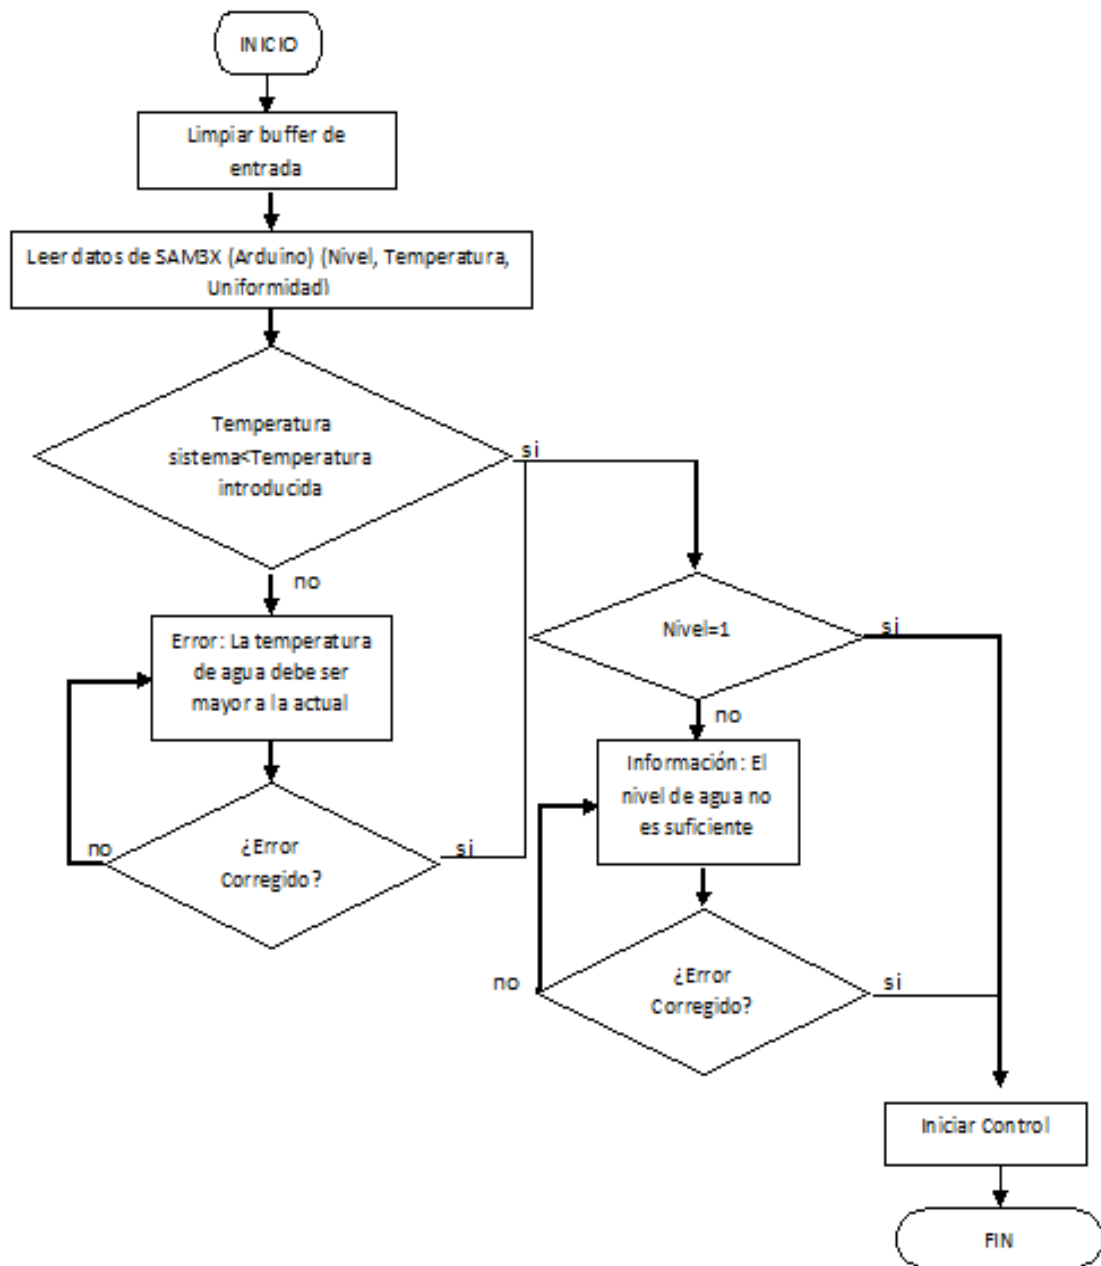 INICIO
Limpiar buffer de
entrada
Leer datos de SAM3X (Arduino) (Nivel, Temperatura,
Uniformidad)
Temperatura
sistema<Temperatura
introducida
si
no
Error: La temperatura
de agua debe ser
mayor a la actual
¿Error
Corregido?
no
si
Nivel=1
si
no
Información: El
nivel de agua no
es suficiente
¿Error
Corregido?
no
si
Iniciar Control
FIN